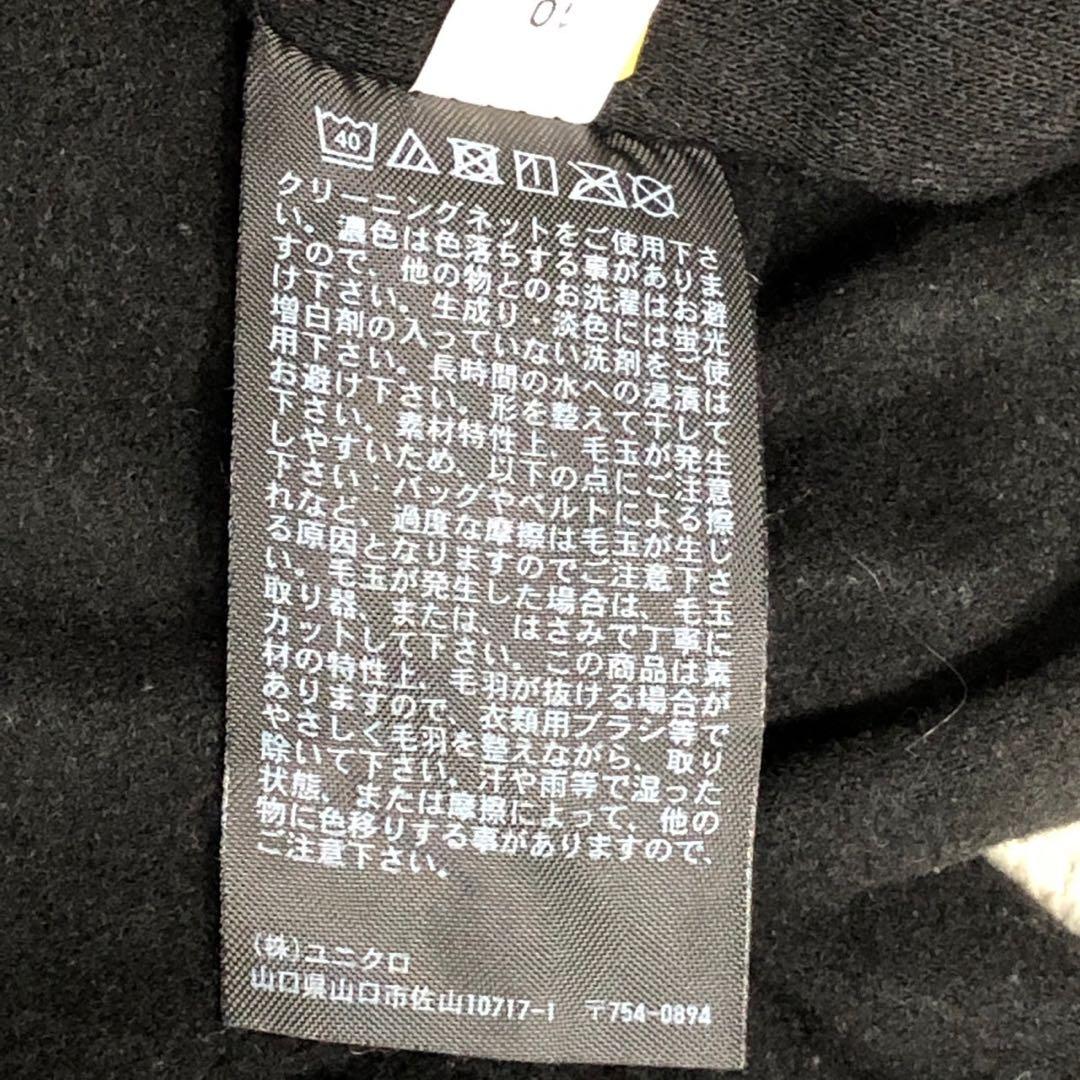 クリーニングネットをご使用下さ
い。濃色は色落ちする事がありま
すので、他の物とのお洗濯はお避
け下さい。生成り・淡色には蛍光
増白剤の入っていない洗剤をご使
用下さい。長時間の水への浸漬は
お避け下さい。形を整えて干して
下さい。素材の特性上、毛玉が発生
しやすいため、以下の点にご注意
下さい:バッグやベルトによる擦
れなど、過度な摩擦は毛玉が生じ
る原因となりますのでご注意下さ
い。毛玉が発生した場合は、毛玉
取り器、または、はさみで丁寧に
カットして下さい。この商品は素
材の特性上、毛羽が抜ける場合が
ありますので、衣類用ブラシ等で
やさしく毛羽を整えながら取り
除いて下さい。汗や雨等で湿った
状態、または摩擦により、他の
物に色移りする事がありますので、
ご注意下さい。
(株)ユニクロ
山口県山口市佐山10717-1 〒754-0894